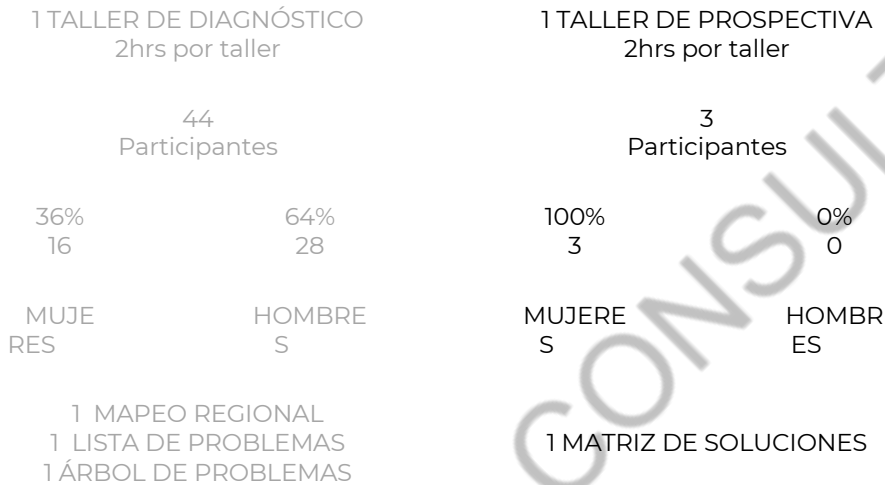 1 TALLER DE DIAGNÓSTICO
2hrs por taller
44
Participantes
36%
64%
16
28
MUJE
RES
HOMBRE
S
1 MAPEO REGIONAL
1 LISTA DE PROBLEMAS
1 ÁRBOL DE PROBLEMAS
1 TALLER DE PROSPECTIVA
2hrs por taller
3
Participantes
100%
0%
3
0
MUJERE
S
HOMBR
ES
1 MATRIZ DE SOLUCIONES
CONSULT